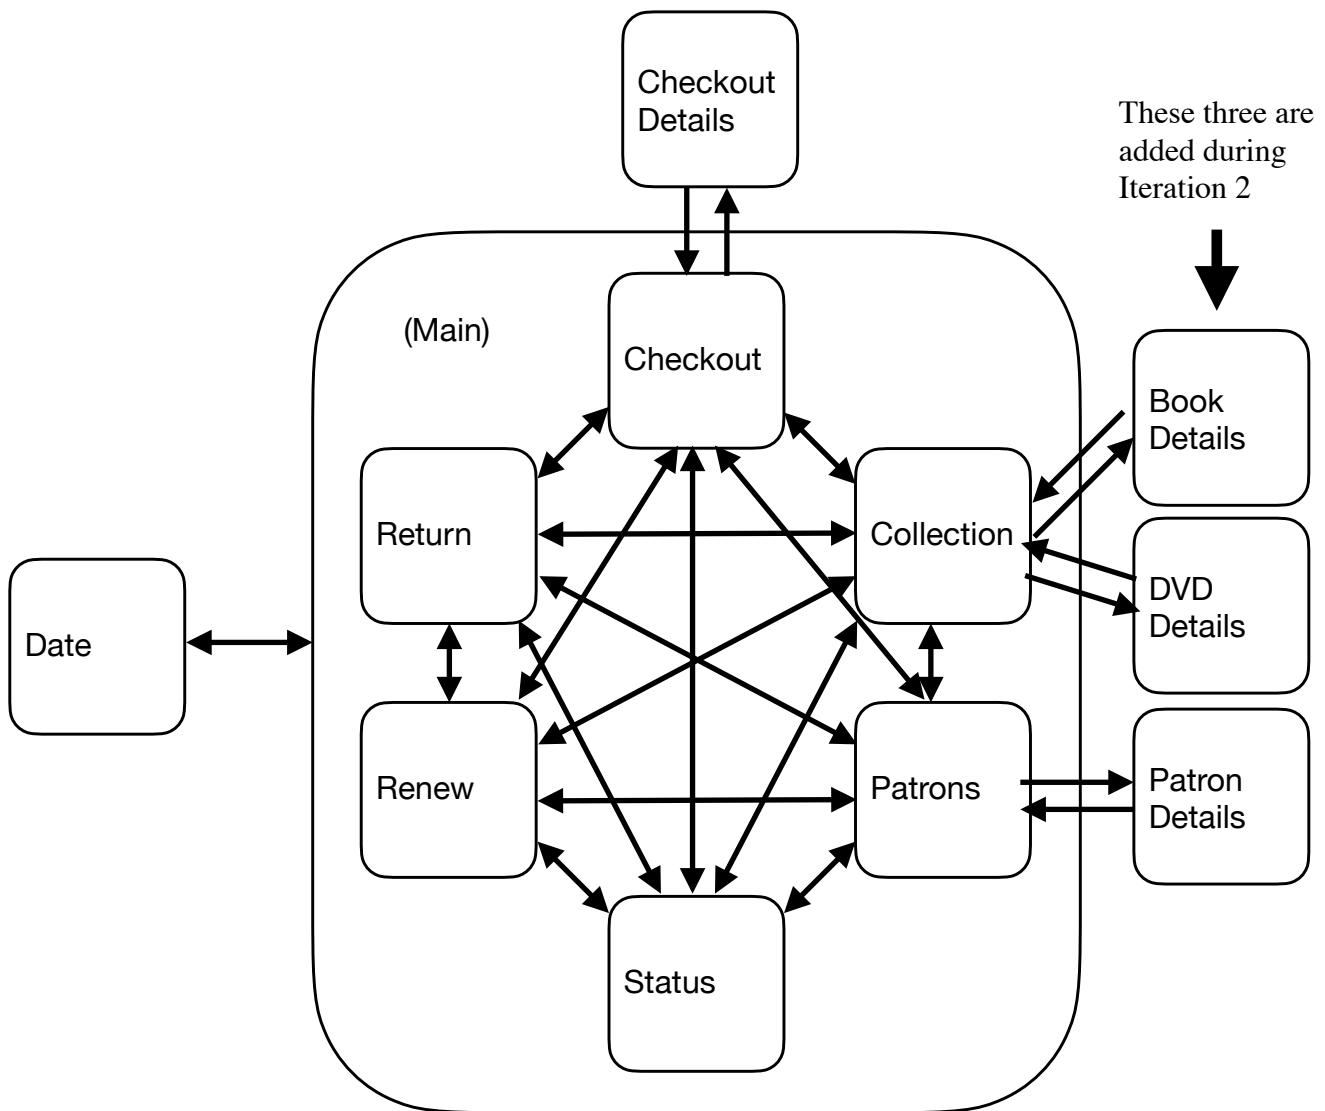 Checkout
Details
These three are
added during
Iteration 2
(Main)
Checkout
Book
Details
Return
Collection
DVD
Details
Date
Renew
Patrons
Patron
Details
Status